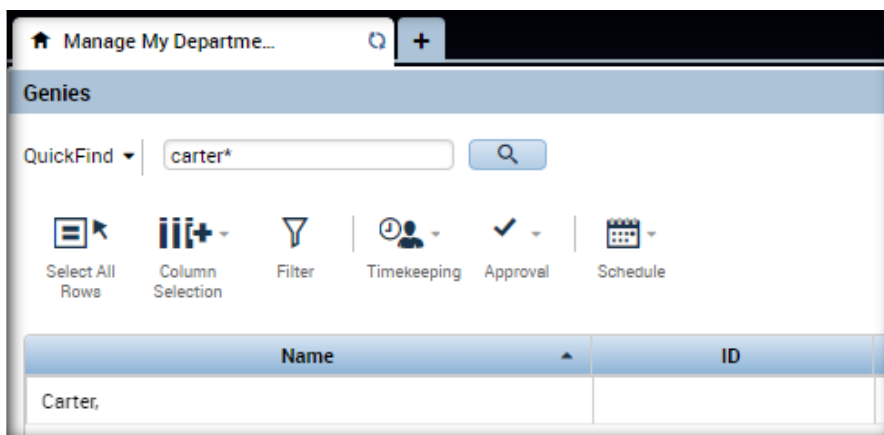 Manage My Departme...
+
Genies
QuickFind
carter*
Select All Rows
Column Selection
Filter
Timekeeping
Approval
Schedule
Name
ID
Carter,